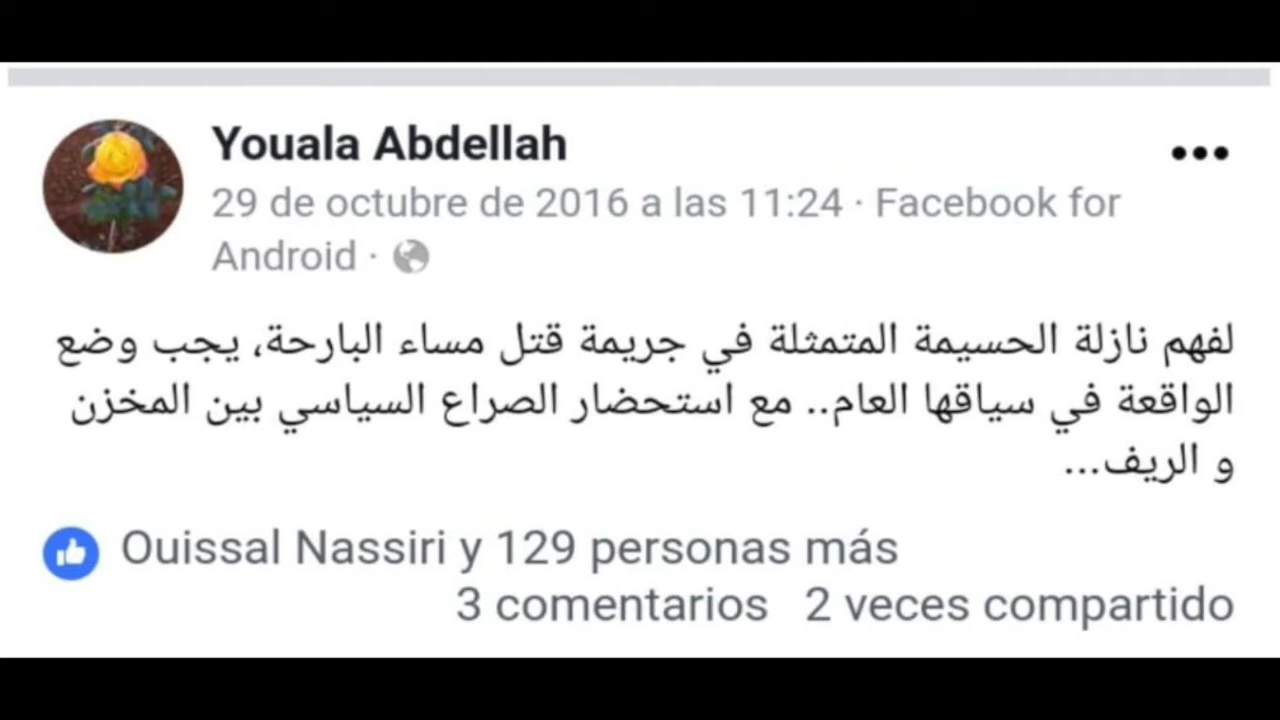 Youala Abdellah
29 de octubre de 2016 a las 11:24 · Facebook for
Android ·
لفهم نازلة الحسيمة المتمثلة في جريمة قتل مساء البارحة، يجب وضع
الواقعة في سياقها العام.. مع استحضار الصراع السياسي بين المخزن
و الريف...
Ouissal Nassiri y 129 personas más
3 comentarios 2 veces compartido